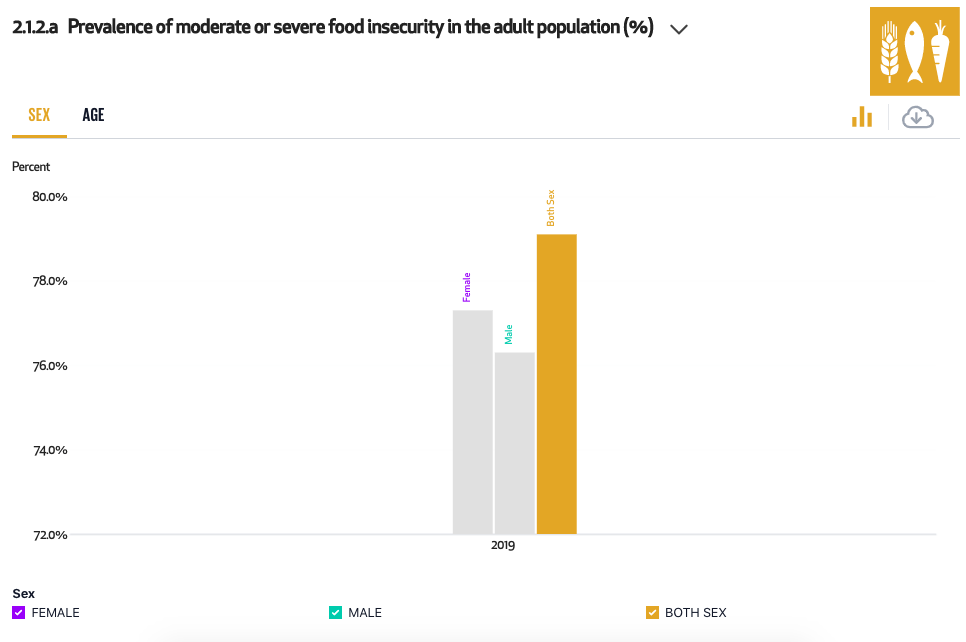 2.1.2.a Prevalence of moderate or severe food insecurity in the adult population (%)
SEX AGE
Percent
80.0%
Both Sex
78.0%
Female
Male
76.0%
74.0%
72.0%
2019
Sex
FEMALE MALE BOTH SEX